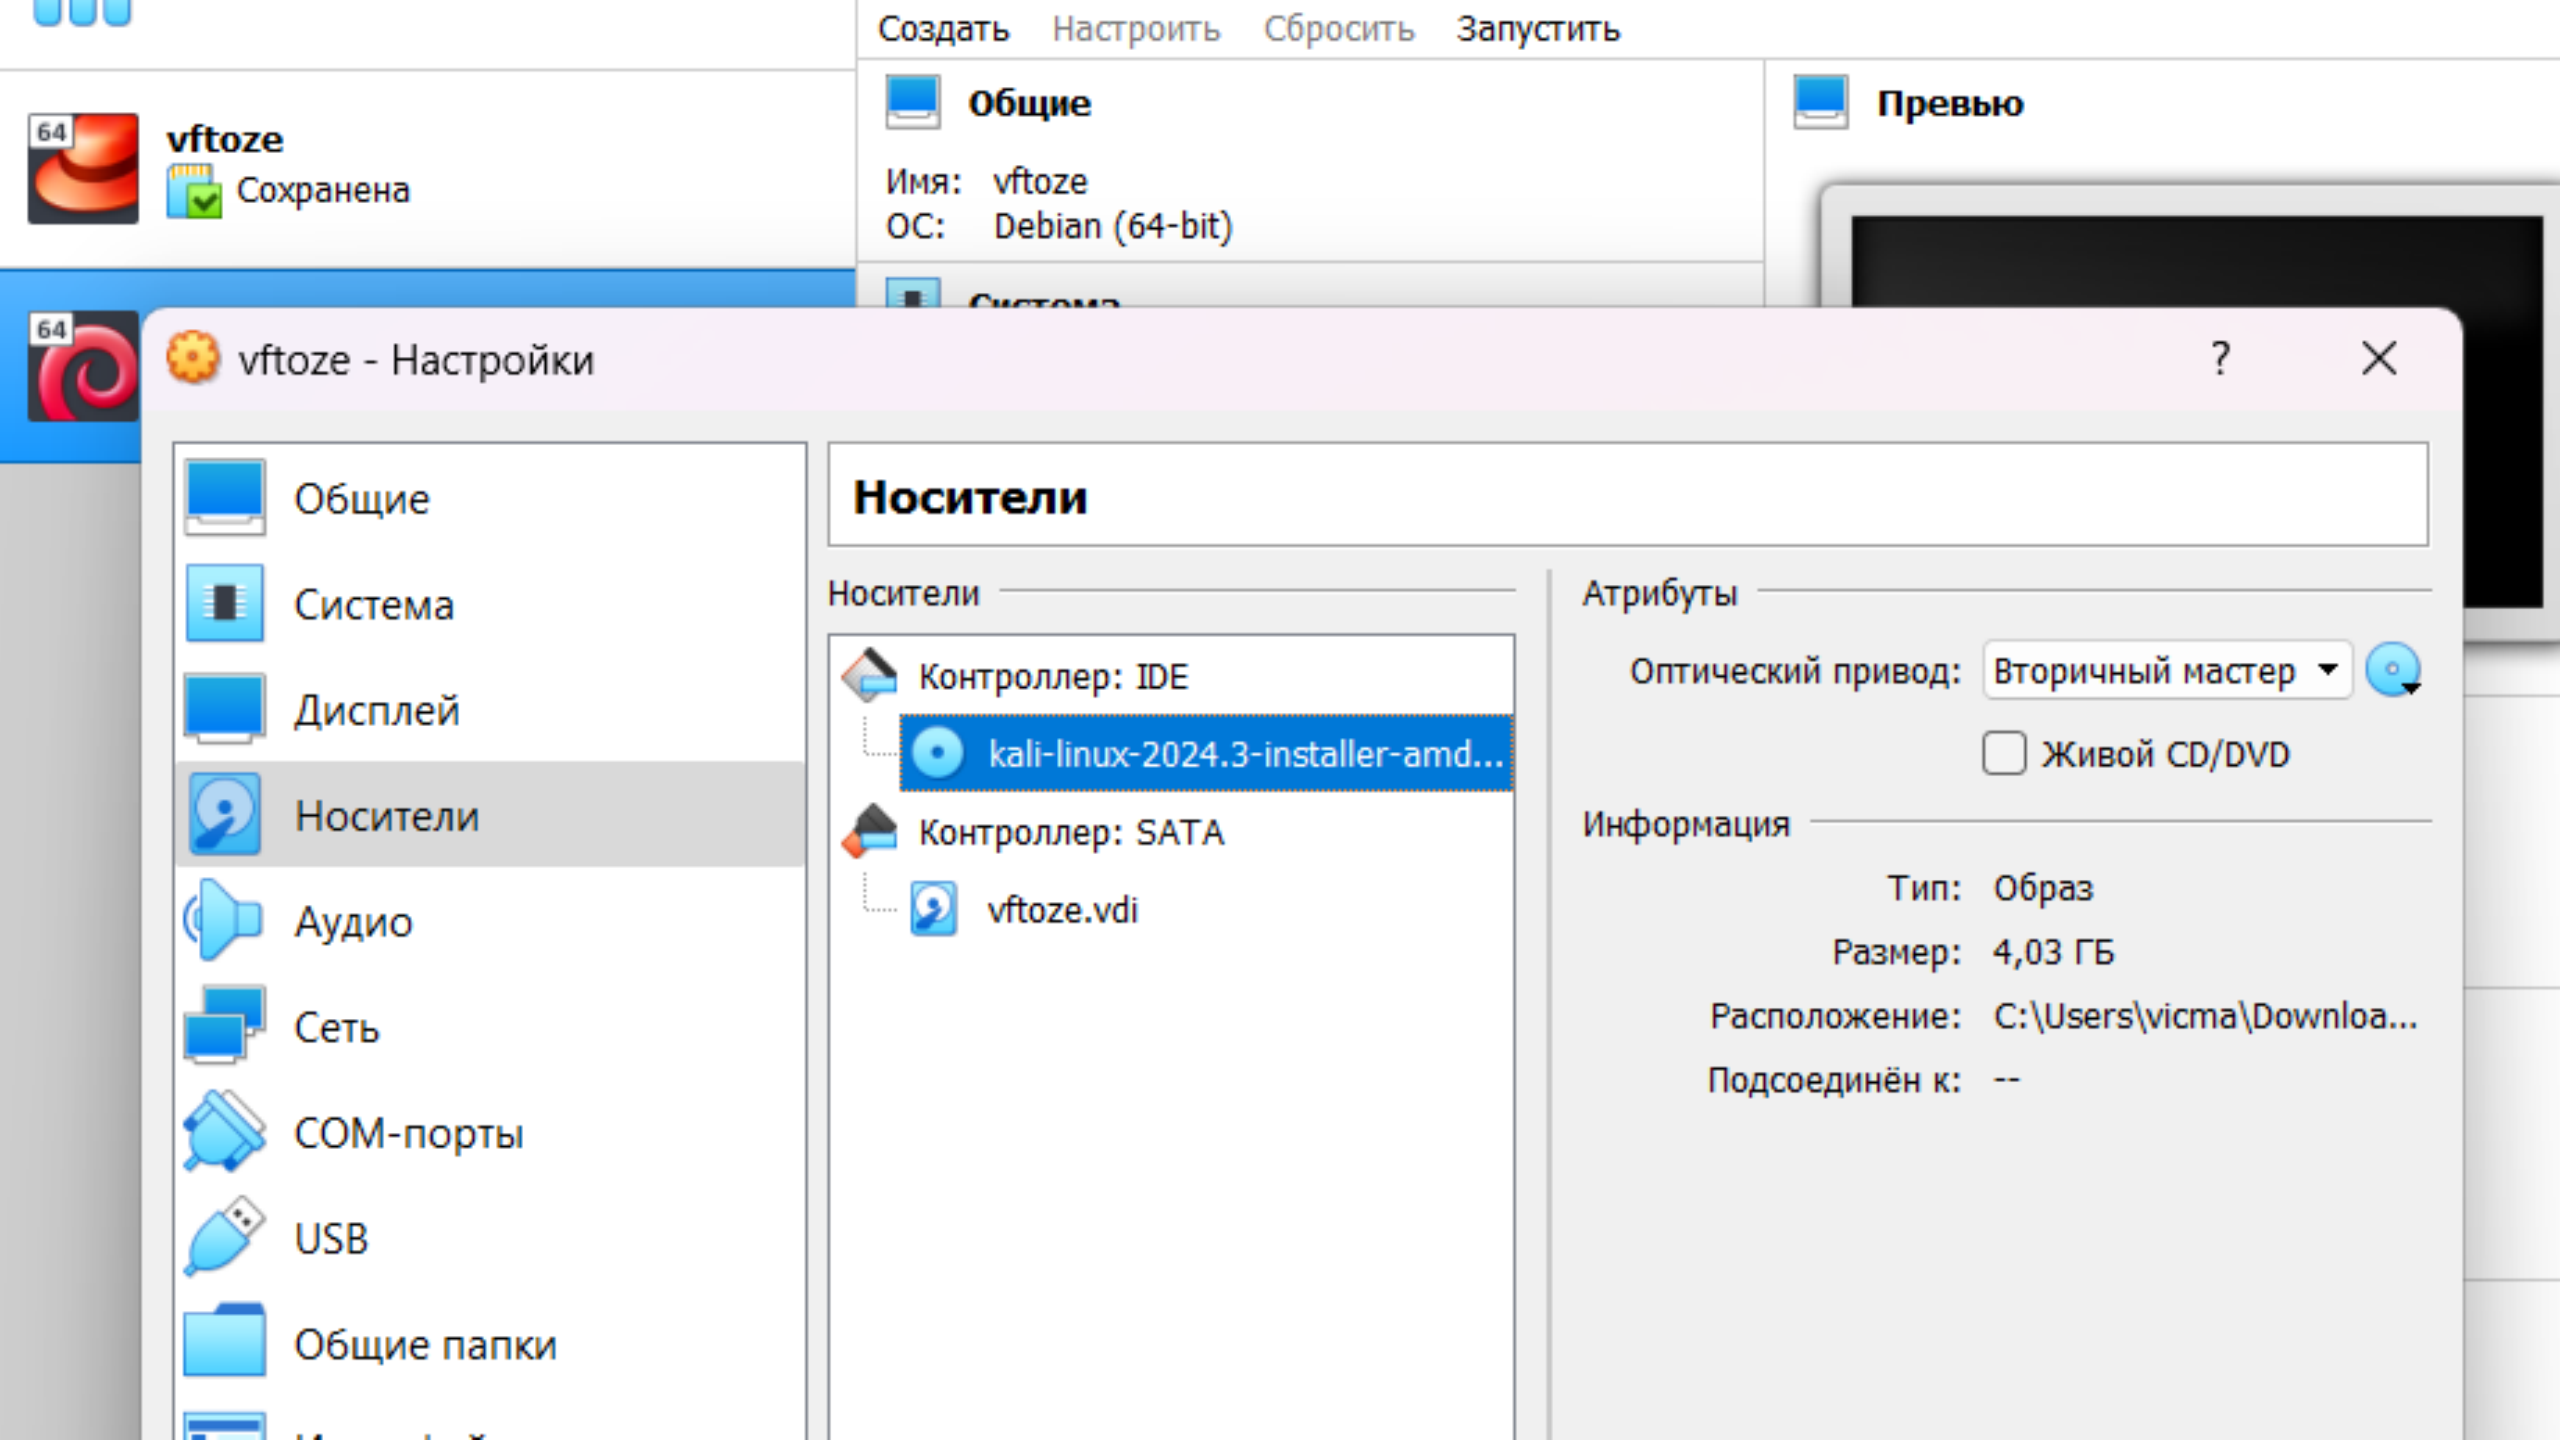 Создать Настроить Сбросить Запустить
64
vftoze
Сохранена
Общие
Имя: vftoze
ОС: Debian (64-bit)
Система
Превью
64
vftoze - Настройки
?
Общие
Система
Дисплей
Носители
Аудио
Сеть
COM-порты
USB
Общие папки
Носители
Носители
Контроллер: IDE
kali-linux-2024.3-installer-amd...
Контроллер: SATA
vftoze.vdi
Атрибуты
Оптический привод: Вторичный мастер
Живой CD/DVD
Информация
Тип: Образ
Размер: 4,03 ГБ
Расположение: C:\Users\vicma\Downloa...
Подсоединён к: --